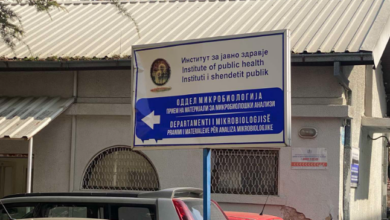 Институт за јавно здравје
Institute of public health
Instituti i shendetit publik
ОДДЕЛ МИКРОБИОЛОГИЈА
ПРИЕМ НА МАТЕРИЈАЛИ ЗА МИКРОБИОЛОШКИ АНАЛИЗИ
DEPARTAMENTI I MIKROBIOLOGJISË
PRANIMI I MATERIALEVE PËR ANALIZA MIKROBIOLOGJIKE